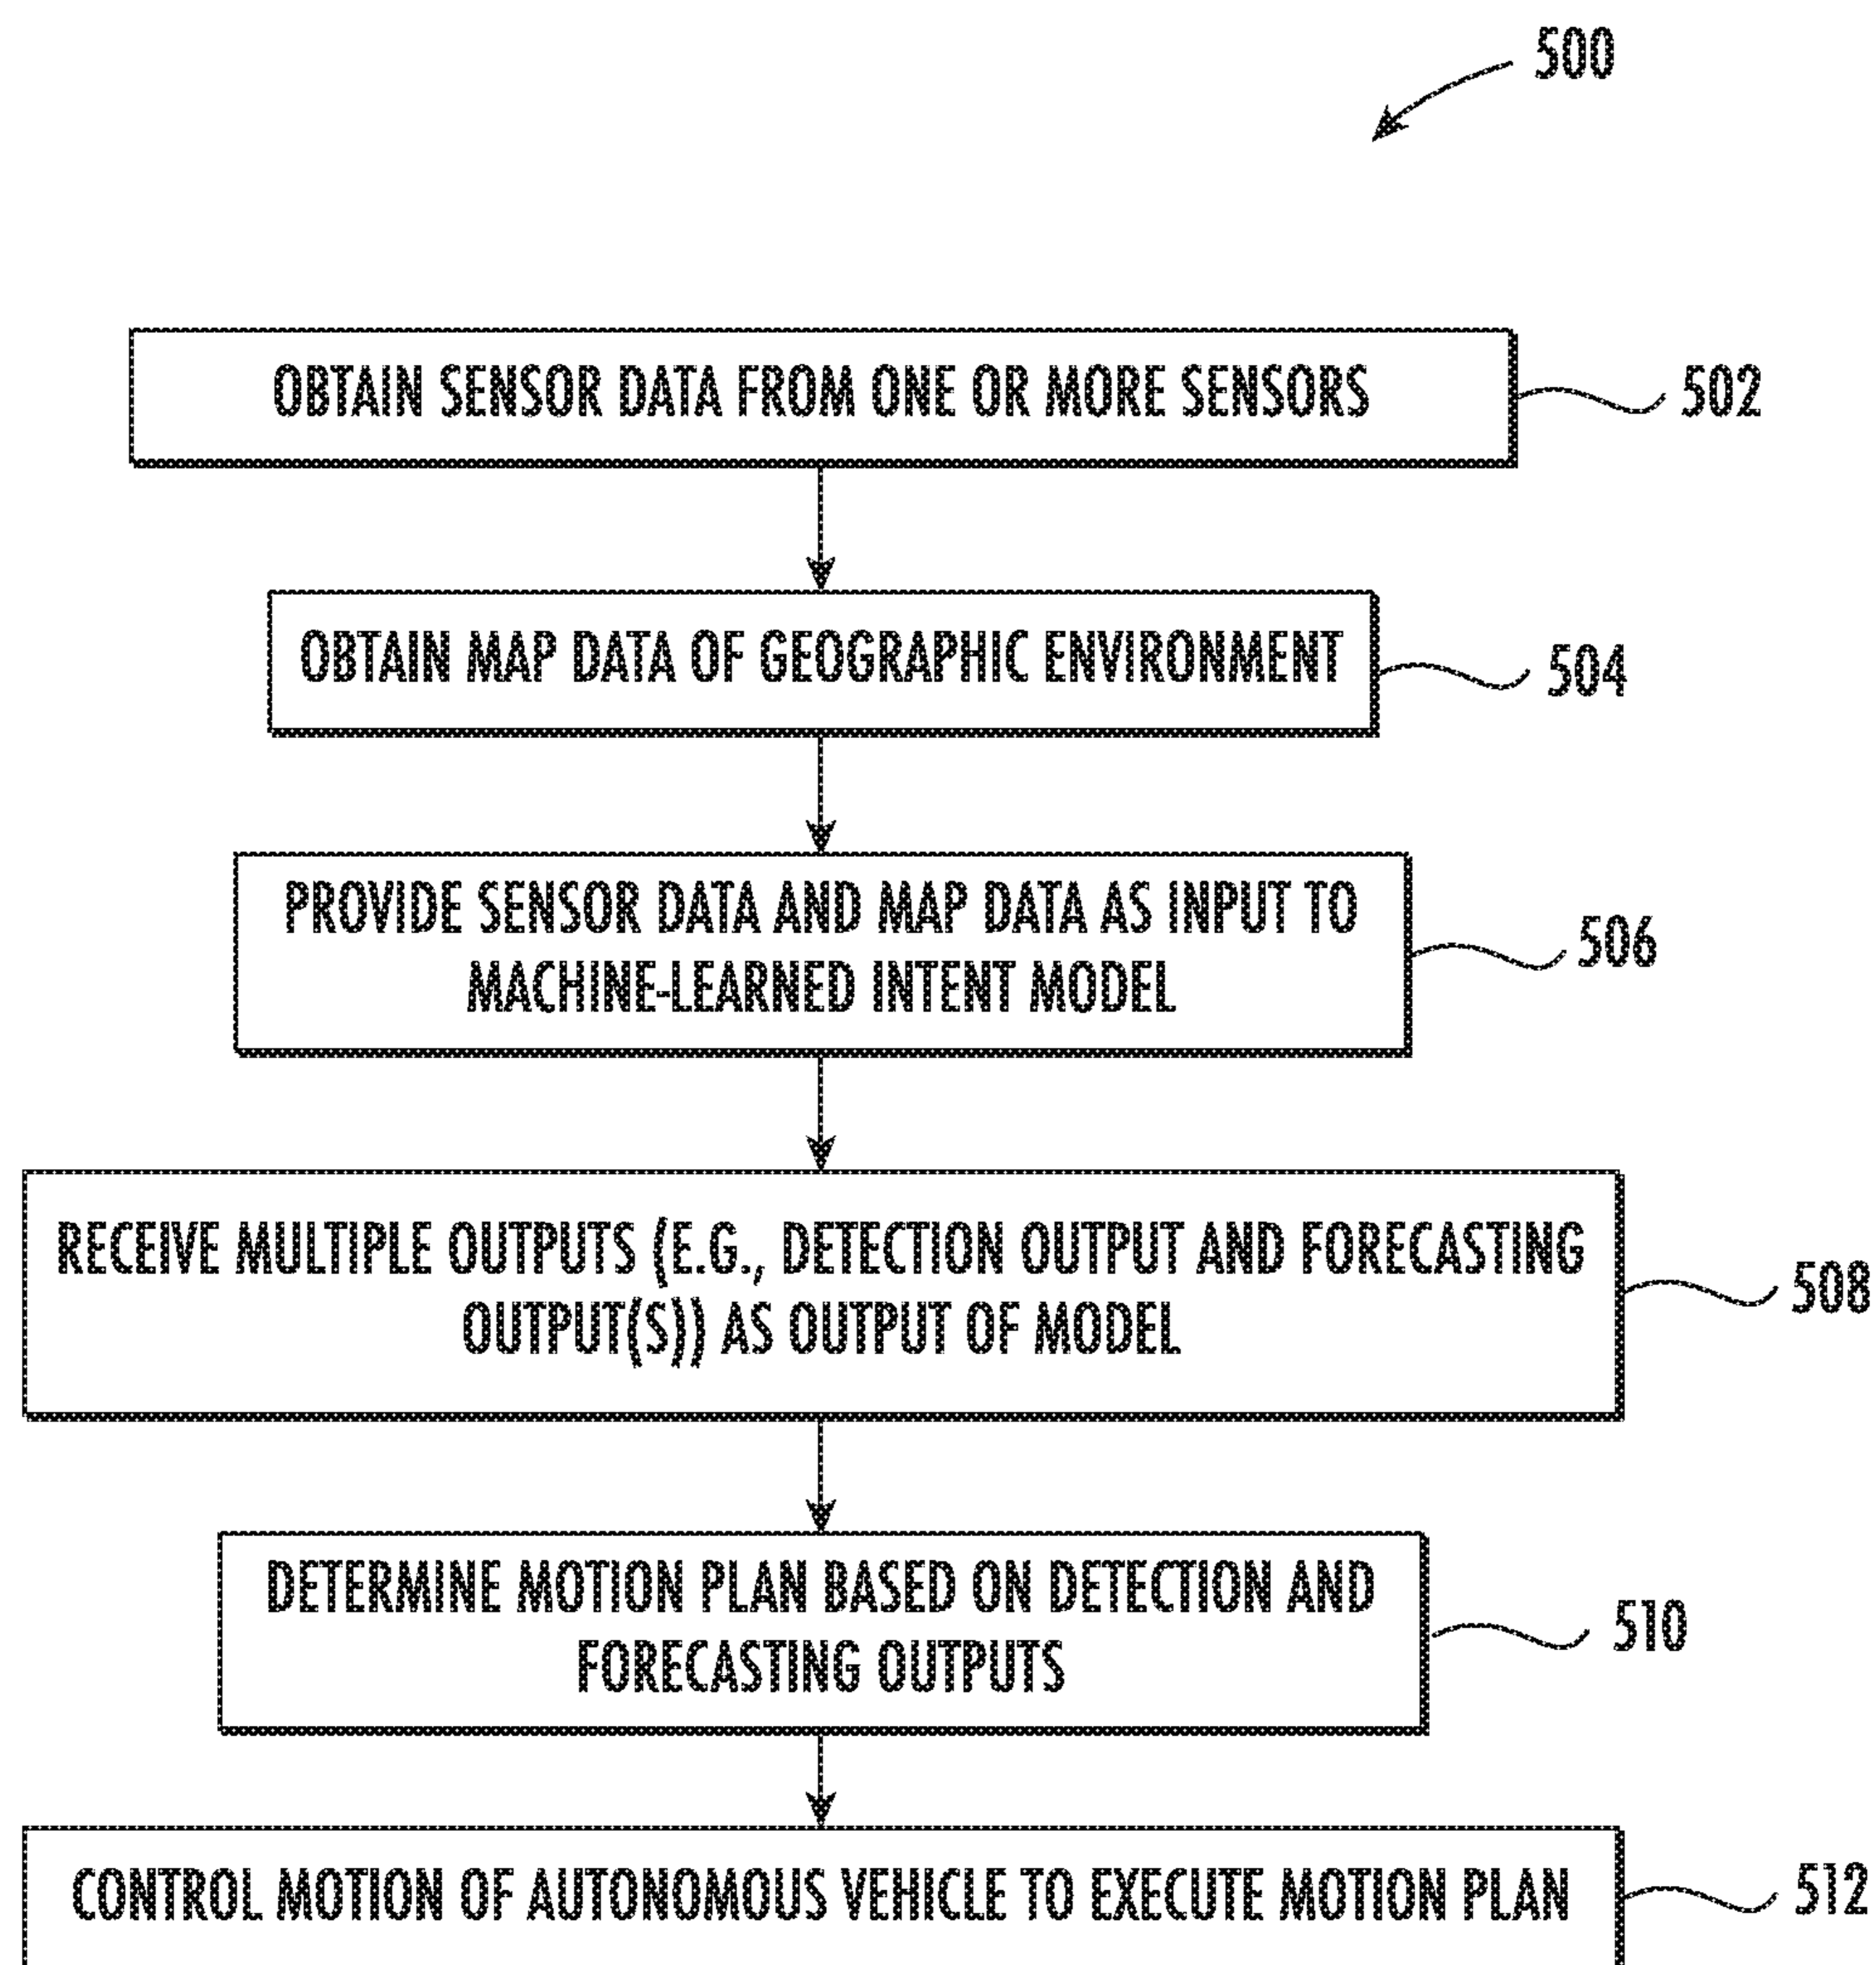 500
OBTAIN SENSOR DATA FROM ONE OR MORE SENSORS
502
OBTAIN MAP DATA OF GEOGRAPHIC ENVIRONMENT
504
PROVIDE SENSOR DATA AND MAP DATA AS INPUT TO
MACHINE-LEARNED INTENT MODEL
506
RECEIVE MULTIPLE OUTPUTS (E.G., DETECTION OUTPUT AND FORECASTING
OUTPUT(S)) AS OUTPUT OF MODEL
508
DETERMINE MOTION PLAN BASED ON DETECTION AND
FORECASTING OUTPUTS
510
CONTROL MOTION OF AUTONOMOUS VEHICLE TO EXECUTE MOTION PLAN
512